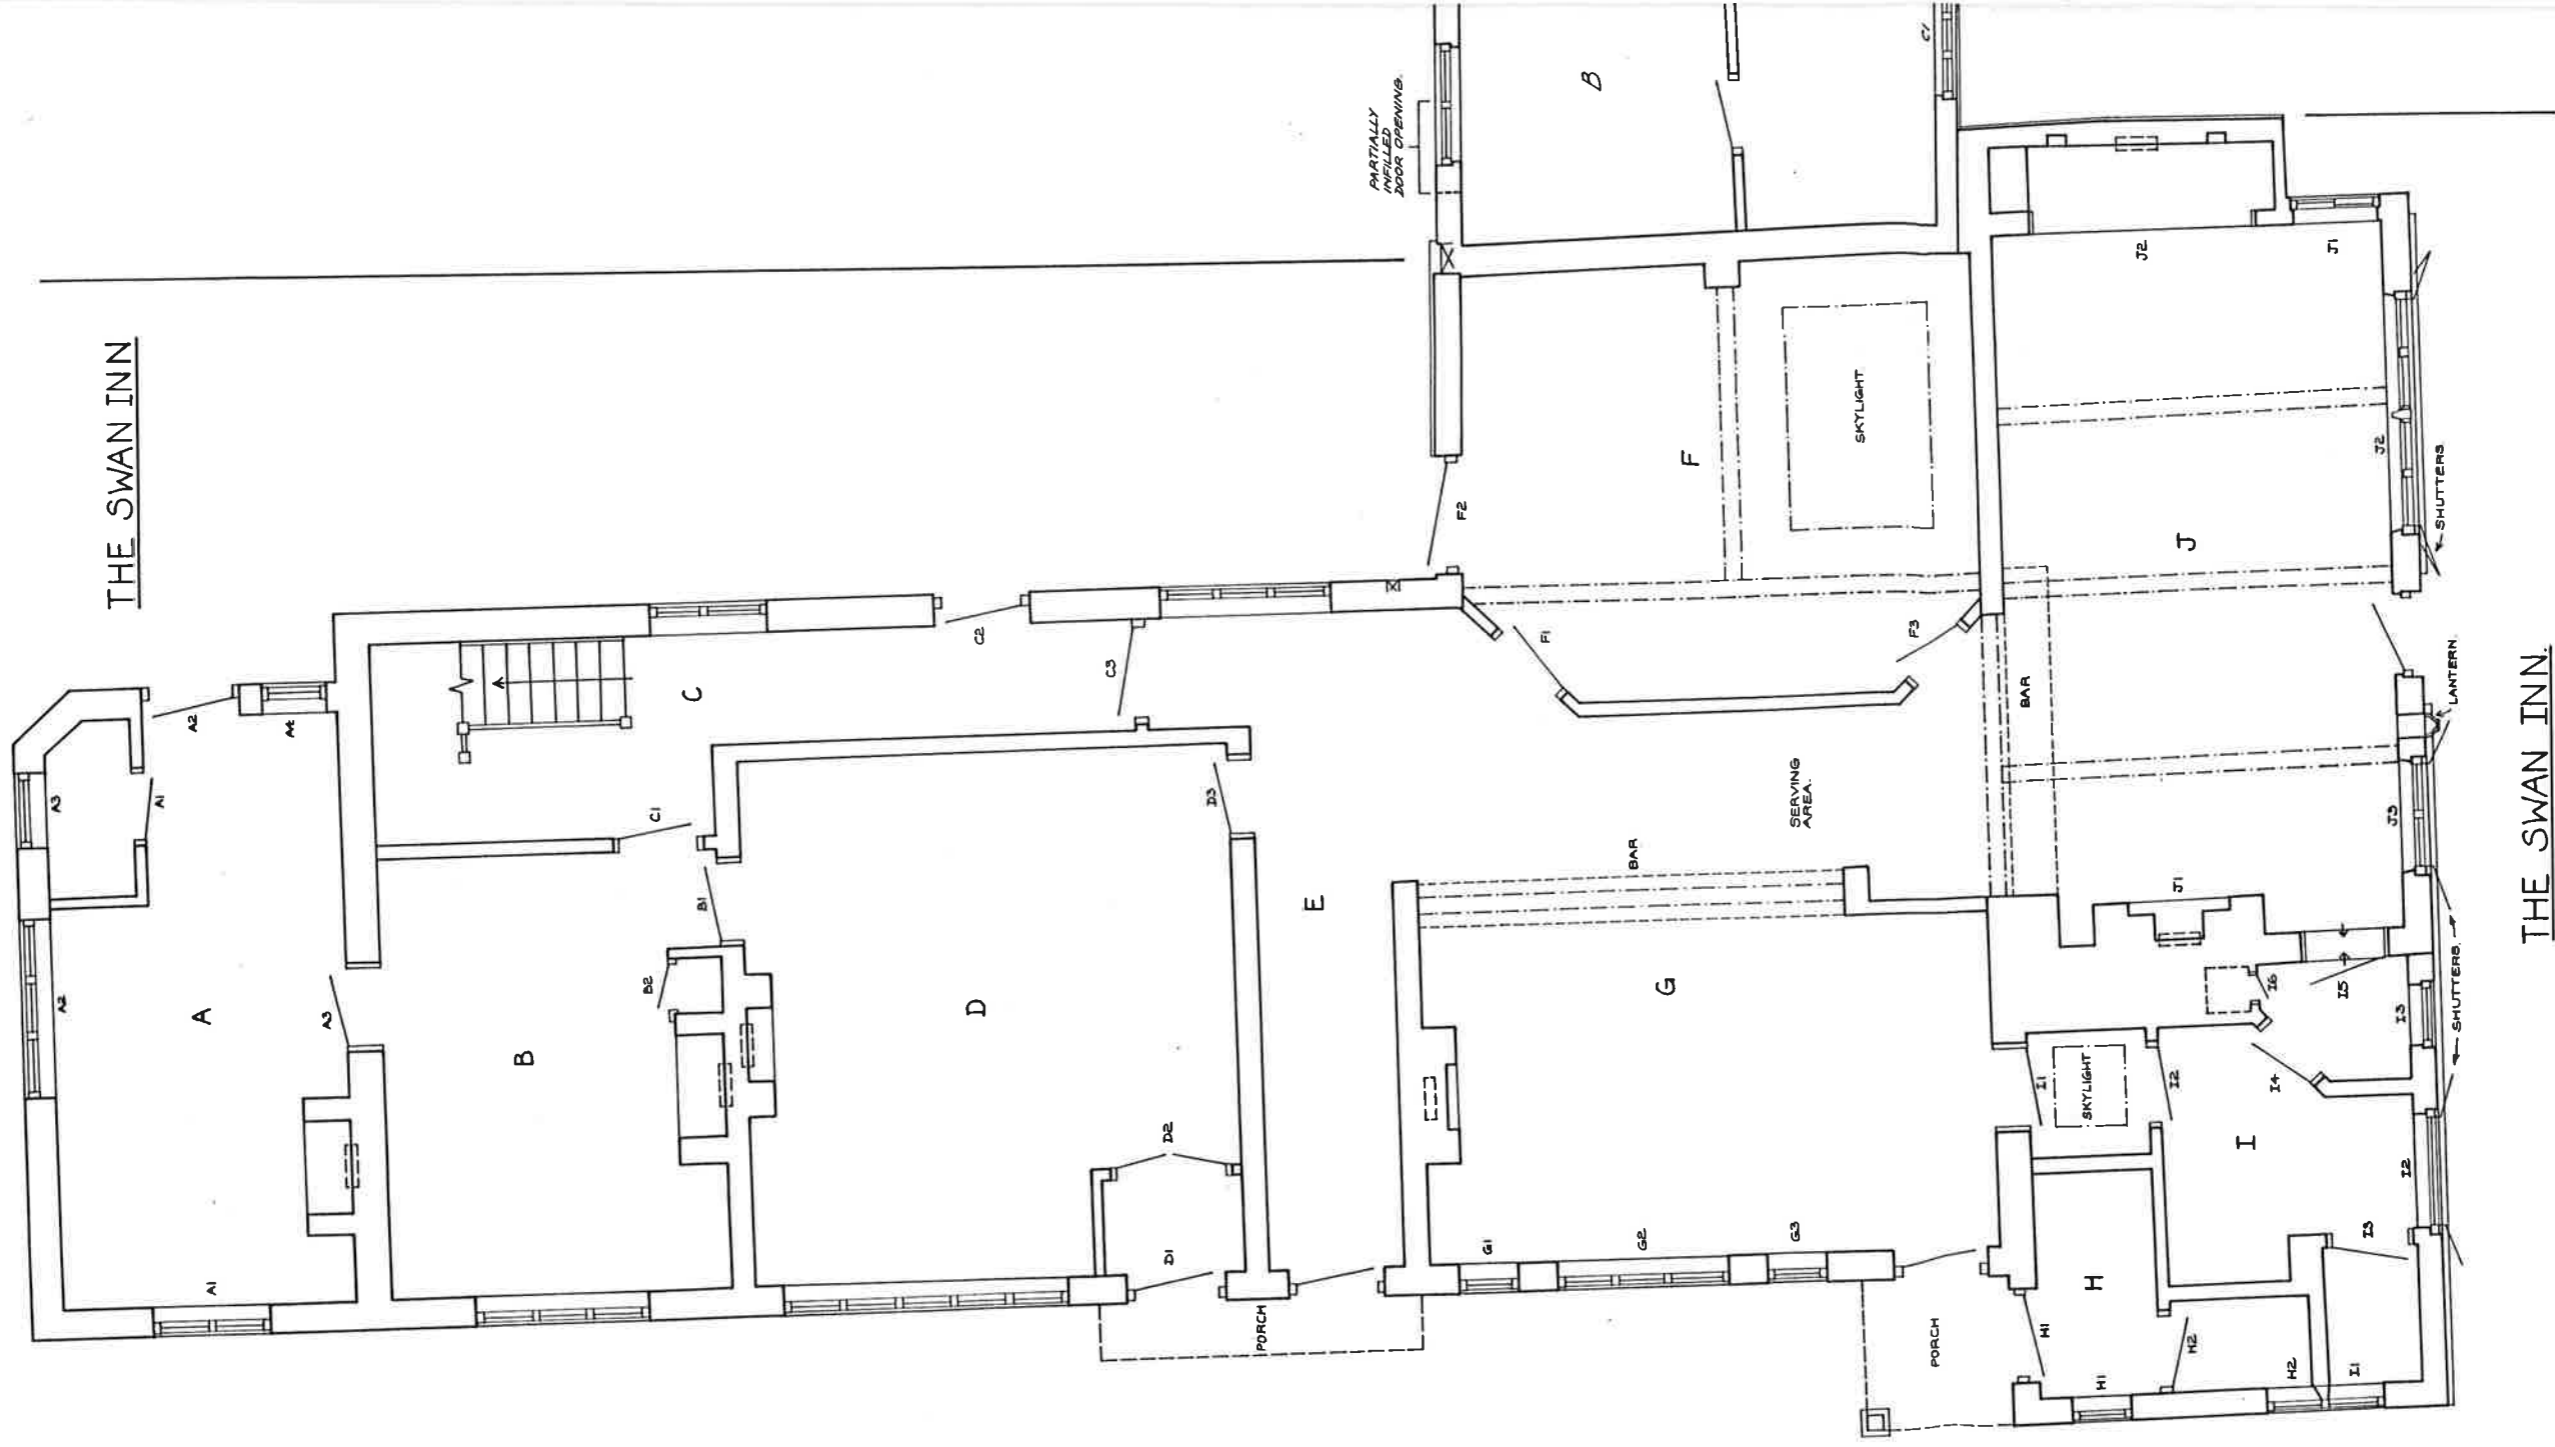 THE SWAN INN
PARTIALLY
INFILLED
DOOR OPENING.
B
C1
A
A1
A2
A3
A4
A1
A2
A3
B
B1
B2
C
C1
C2
C3
D
D1
D2
D3
E
PORCH
F
F1
F2
F3
SKYLIGHT
SERVING
AREA.
BAR
BAR
G
G1
G2
G3
PORCH
H
H1
H1
H2
H2
I
I1
I2
I3
I4
I5
I6
I1
I2
I3
SKYLIGHT
J
J1
J2
J1
J2
J3
SHUTTERS
LANTERN.
SHUTTERS.
THE SWAN INN.